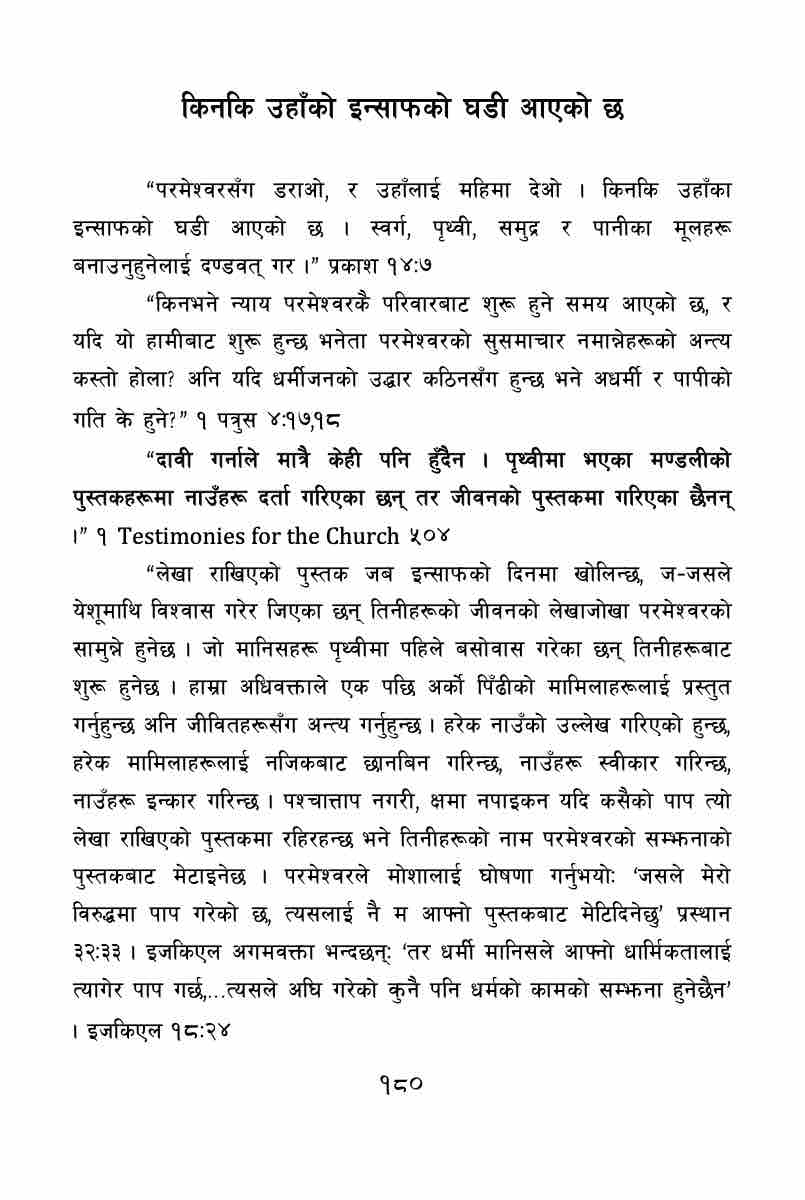 किनकि उहाँको इन्साफको घडी आएको छ
“परमेश्वरसँग डराओ, र उहाँलाई महिमा देओ । किनकि उहाँका
इन्साफको घडी आएको छ । स्वर्ग, पृथ्वी, समुद्र र पानीका मूलहरू
बनाउनुहुनेलाई दण्डवत् गर ।” प्रकाश १४:७
“किनभने न्याय परमेश्वरकै परिवारबाट शुरू हुने समय आएको छ, र
यदि यो हामीबाट शुरू हुन्छ भनेता परमेश्वरको सुसमाचार नमान्नेहरूको अन्त्य
कस्तो होला? अनि यदि धर्मीजनको उद्धार कठिनसँग हुन्छ भने अधर्मी र पापीको
गति के हुने?” १ पत्रुस ४:१७,१८
“दावी गर्नाले मात्रै केही पनि हुँदैन । पृथ्वीमा भएका मण्डलीको
पुस्तकहरूमा नाउँहरू दर्ता गरिएका छन् तर जीवनको पुस्तकमा गरिएका छैनन्
।” १ Testimonies for the Church ५०४
“लेखा राखिएको पुस्तक जब इन्साफको दिनमा खोलिन्छ, ज-जसले
येशूमाथि विश्वास गरेर जिएका छन् तिनीहरूको जीवनको लेखाजोखा परमेश्वरको
सामुन्ने हुनेछ । जो मानिसहरू पृथ्वीमा पहिले बसोवास गरेका छन् तिनीहरूबाट
शुरू हुनेछ । हाम्रा अधिवक्ताले एक पछि अर्को पिँढीको मामिलाहरूलाई प्रस्तुत
गर्नुहुन्छ अनि जीवितहरूसँग अन्त्य गर्नुहुन्छ । हरेक नाउँको उल्लेख गरिएको हुन्छ,
हरेक मामिलाहरूलाई नजिकबाट छानबिन गरिन्छ, नाउँहरू स्वीकार गरिन्छ,
नाउँहरू इन्कार गरिन्छ । पश्चात्ताप नगरी, क्षमा नपाइकन यदि कसैको पाप त्यो
लेखा राखिएको पुस्तकमा रहिरहन्छ भने तिनीहरूको नाम परमेश्वरको सम्झनाको
पुस्तकबाट मेटाइनेछ । परमेश्वरले मोशालाई घोषणा गर्नुभयोः ‘जसले मेरो
विरुद्धमा पाप गरेको छ, त्यसलाई नै म आफ्नो पुस्तकबाट मेटिदिनेछु’ प्रस्थान
३२:३३ । इजकिएल अगमवक्ता भन्दछन्ः ‘तर धर्मी मानिसले आफ्नो धार्मिकतालाई
त्यागेर पाप गर्छ,...त्यसले अघि गरेको कुनै पनि धर्मको कामको सम्झना हुनेछैन’
। इजकिएल १८:२४
१८०